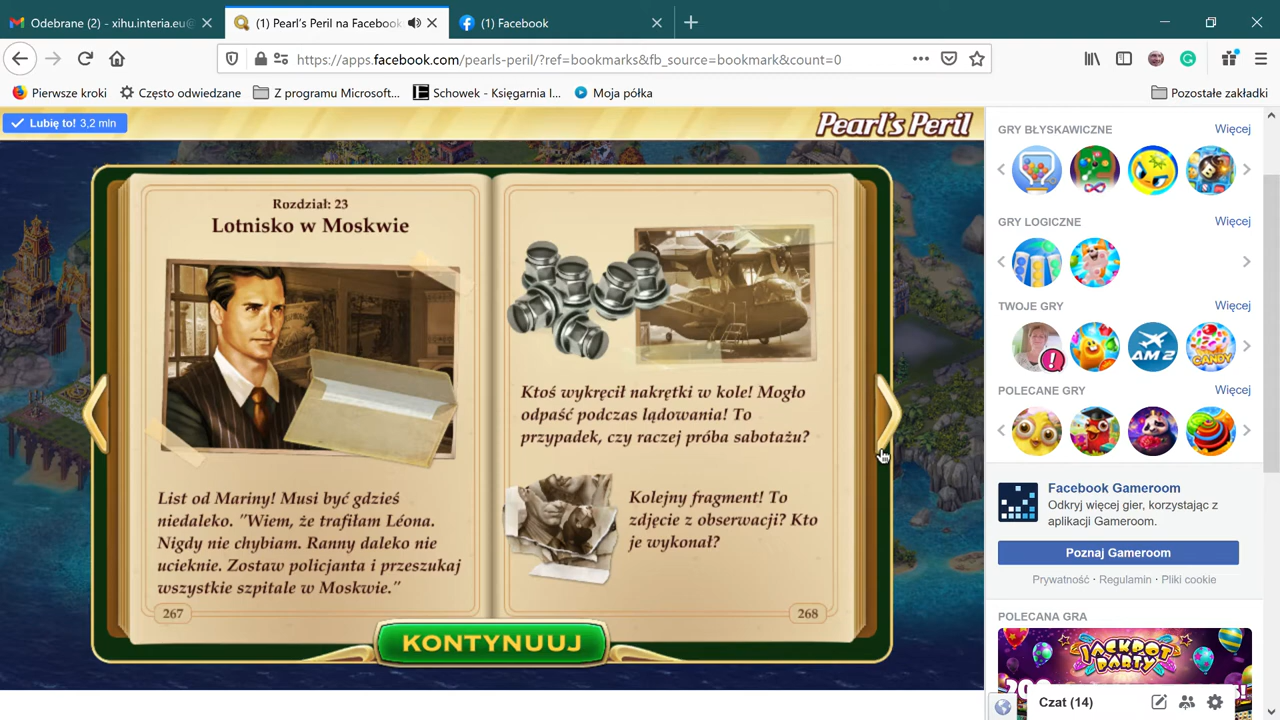 Odebrane (2) - xihu.interia.eu@
(1) Pearl's Peril na Facebook
(1) Facebook
https://apps.facebook.com/pearls-peril/?ref=bookmarks&fb_source=bookmark&count=0
Pierwsze kroki
Często odwiedzane
Z programu Microsoft...
Schowek - Księgarnia I...
Moja półka
Pozostałe zakładki
Lubię to! 3,2 mln
Pearl's Peril
Rozdział: 23
Lotnisko w Moskwie
List od Mariny! Musi być gdzieś
niedaleko. "Wiem, że trafiłam Léona.
Nigdy nie chybiam. Ranny daleko nie
ucieknie. Zostaw policjanta i przeszukaj
wszystkie szpitale w Moskwie."
267
Ktoś wykręcił nakrętki w kole! Mogło
odpaść podczas lądowania! To
przypadek, czy raczej próba sabotażu?
Kolejny fragment! To
zdjęcie z obserwacji? Kto
je wykonał?
268
KONTYNUUJ
GRY BŁYSKAWICZNE
Więcej
GRY LOGICZNE
Więcej
TWOJE GRY
Więcej
AM 2
CANDY
POLECANE GRY
Więcej
Facebook Gameroom
Odkryj więcej gier, korzystając z
aplikacji Gameroom.
Poznaj Gameroom
Prywatność · Regulamin · Pliki cookie
POLECANA GRA
JACKPOT
PARTY
Czat (14)